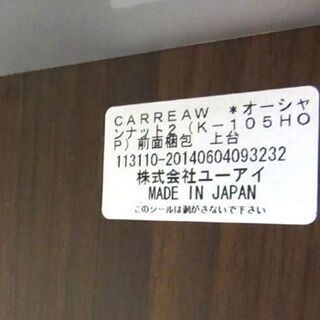 CARREAW *オーシャ
ンナット2(K-105HO
P)前面梱包 上台
113110-20140604093232
株式会社ユーアイ
MADE IN JAPAN
このシールは剥がさないで下さい